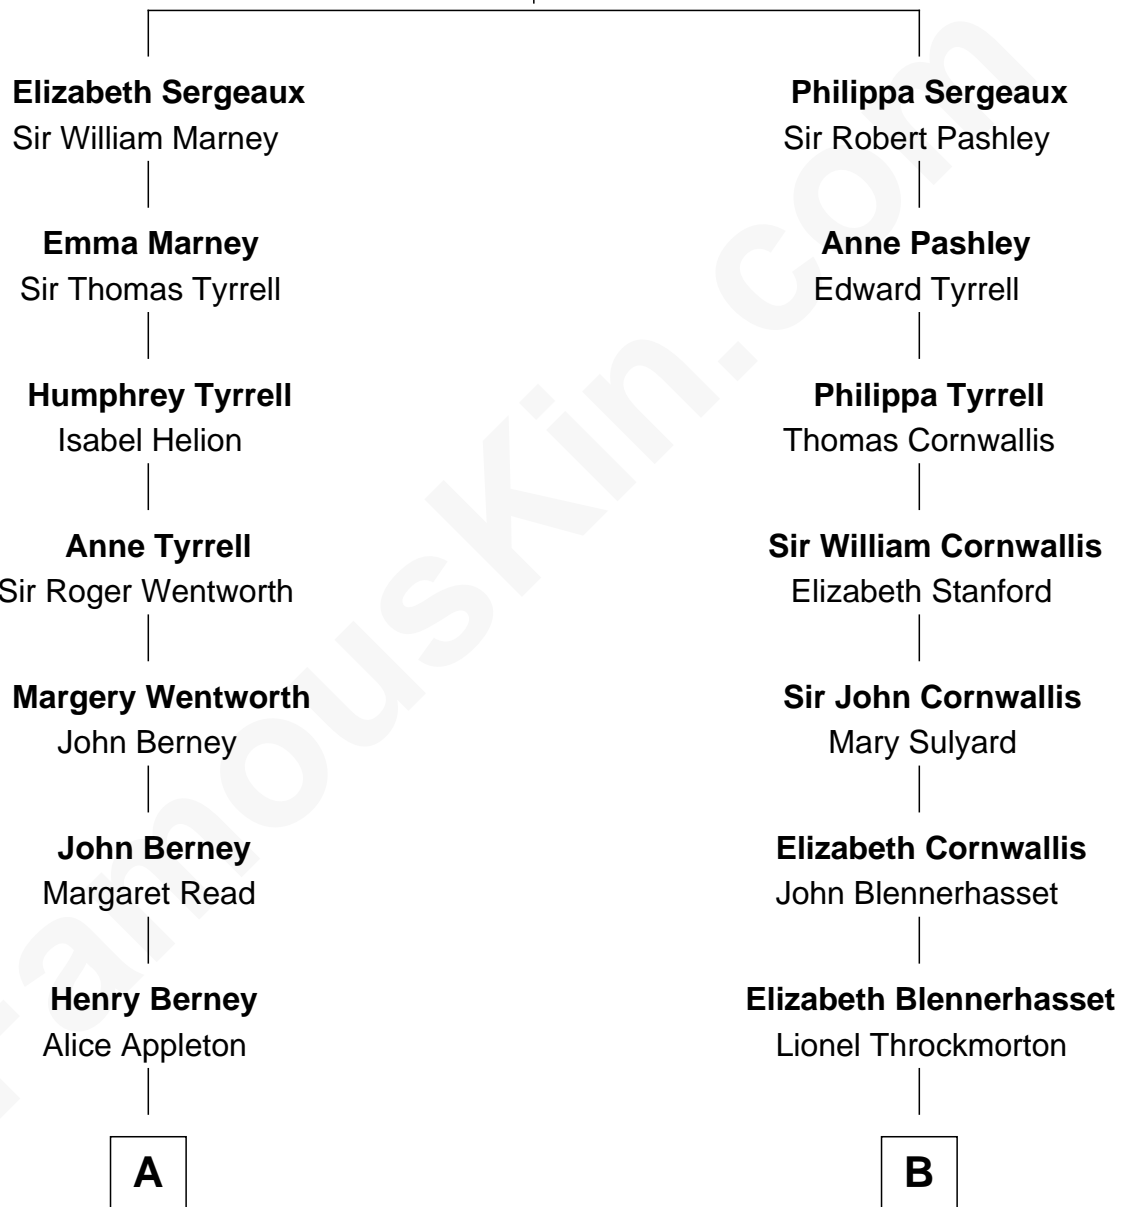 Elizabeth Sergeaux
Sir William Marney
Philippa Sergeaux
Sir Robert Pashley
Emma Marney
Sir Thomas Tyrrell
Anne Pashley
Edward Tyrrell
Humphrey Tyrrell
Isabel Helion
Philippa Tyrrell
Thomas Cornwallis
Anne Tyrrell
Sir Roger Wentworth
Sir William Cornwallis
Elizabeth Stanford
Margery Wentworth
John Berney
Sir John Cornwallis
Mary Sulyard
John Berney
Margaret Read
Elizabeth Cornwallis
John Blennerhasset
Henry Berney
Alice Appleton
Elizabeth Blennerhasset
Lionel Throckmorton
A
B
FamousKin.com